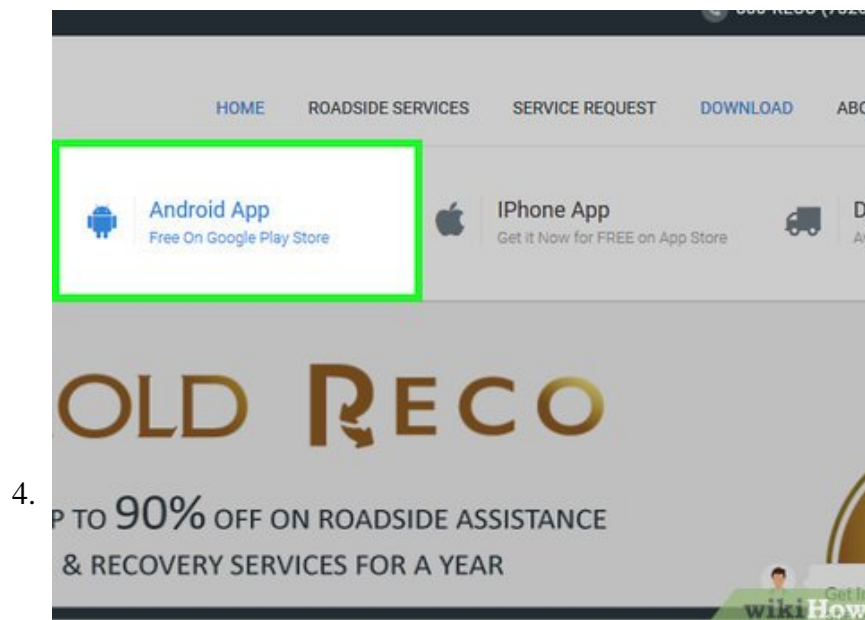 HOME ROADSIDE SERVICES SERVICE REQUEST DOWNLOAD
Android App
Free On Google Play Store
IPhone App
Get it Now for FREE on App Store
OLD RECO
4.
TO 90% OFF ON ROADSIDE ASSISTANCE
& RECOVERY SERVICES FOR A YEAR
Get
wikiHow